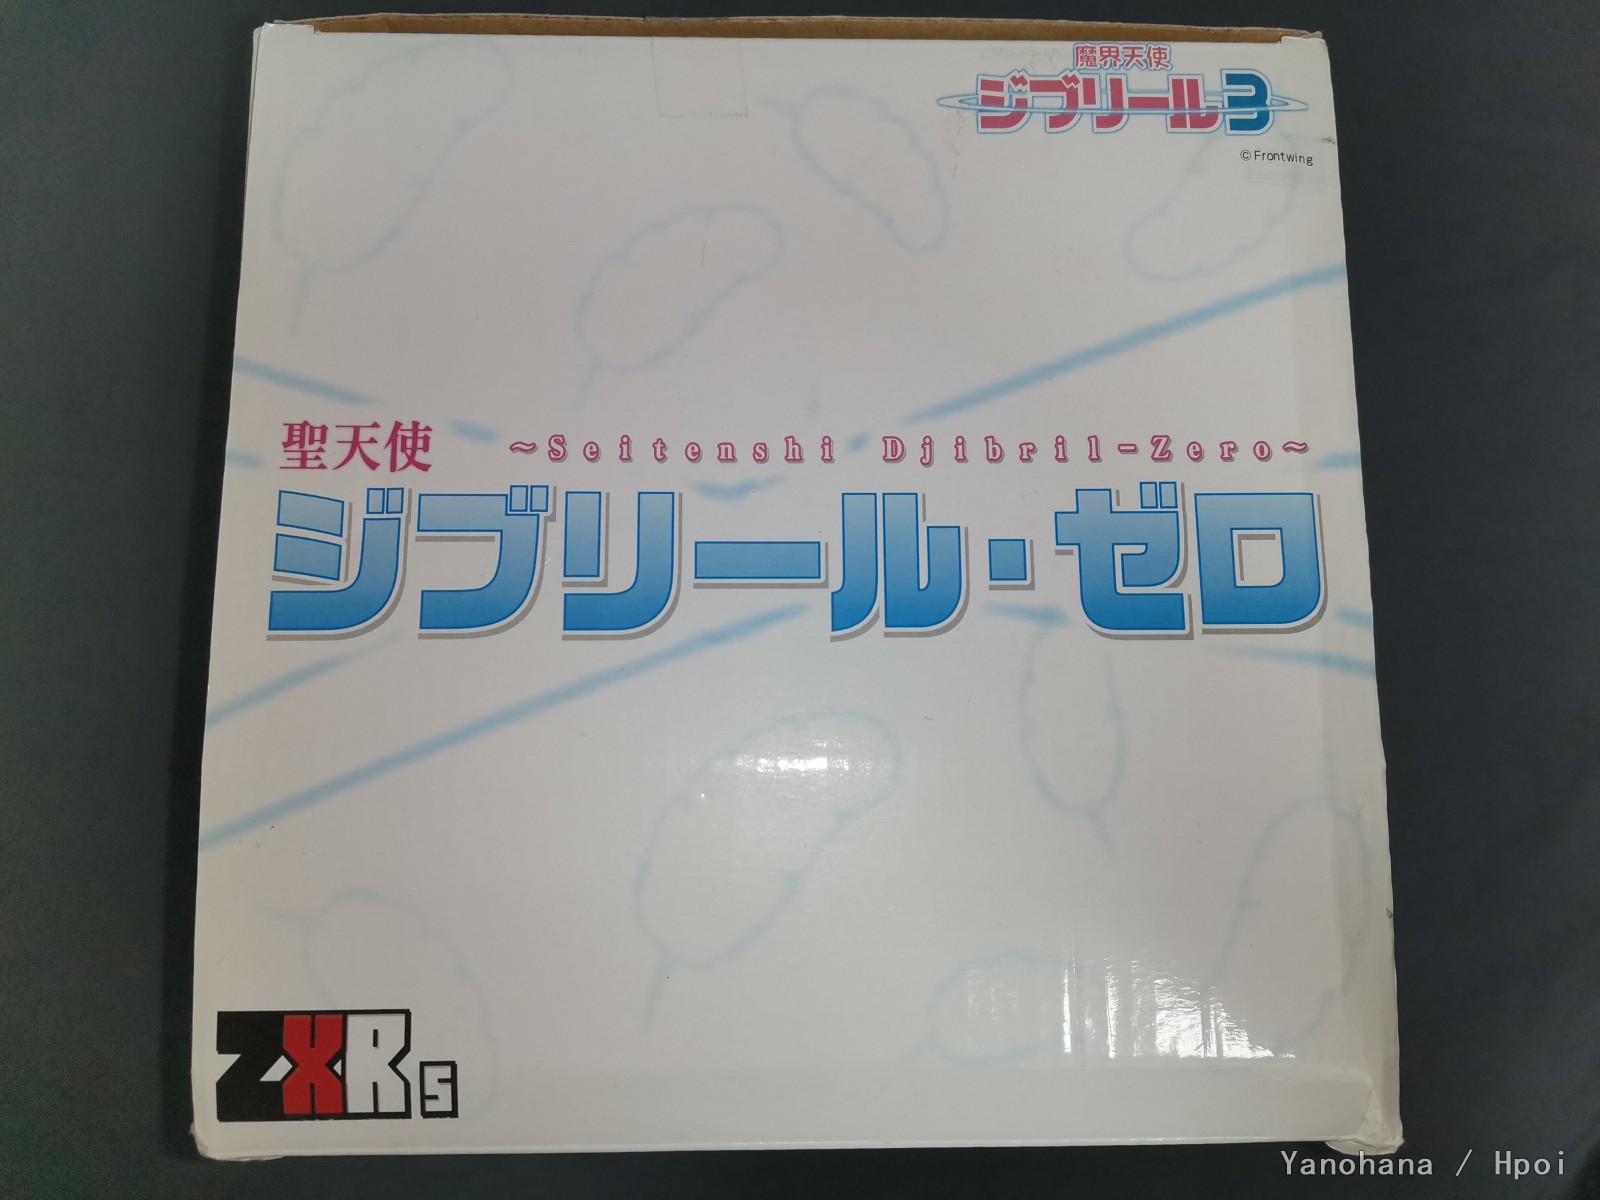 魔界天使
ジブリール3
©Frontwing
聖天使 ～Seitenshi Djibril-Zero～
ジブリール・ゼロ
ZXRs
Yanohana / Hpoi